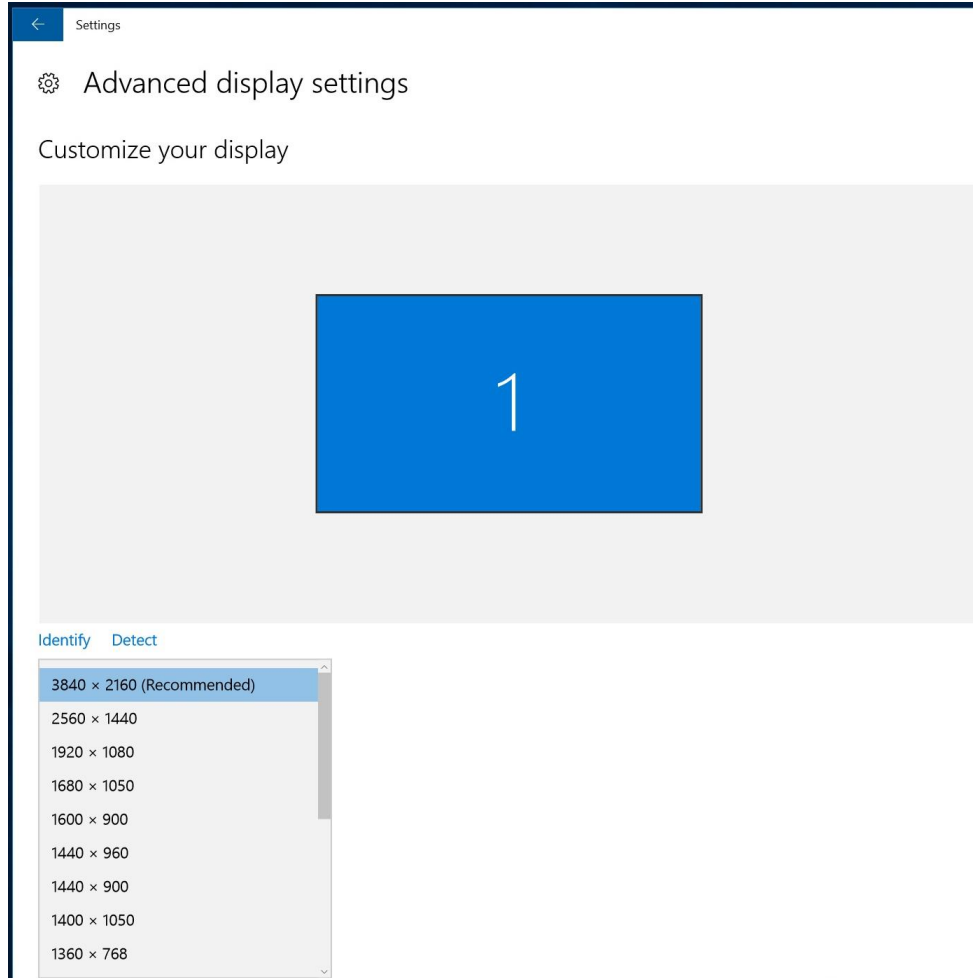 Settings
Advanced display settings
Customize your display
1
Identify Detect
3840 × 2160 (Recommended)
2560 × 1440
1920 × 1080
1680 × 1050
1600 × 900
1440 × 960
1440 × 900
1400 × 1050
1360 × 768